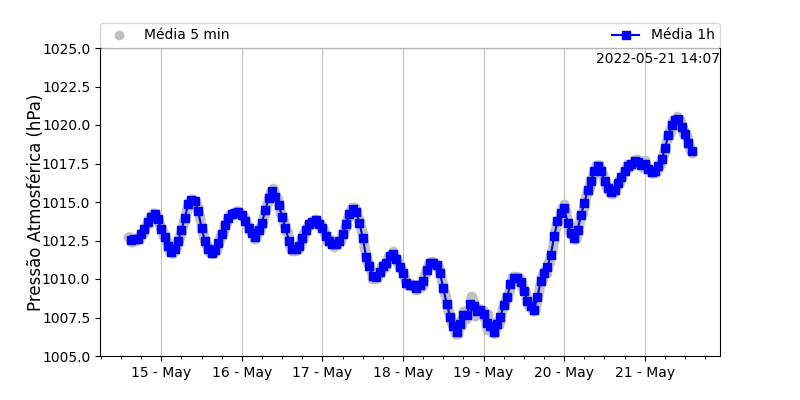 Média 5 min
Média 1h
2022-05-21 14:07
Pressão Atmosférica (hPa)
1025.0
1022.5
1020.0
1017.5
1015.0
1012.5
1010.0
1007.5
1005.0
15 - May
16 - May
17 - May
18 - May
19 - May
20 - May
21 - May